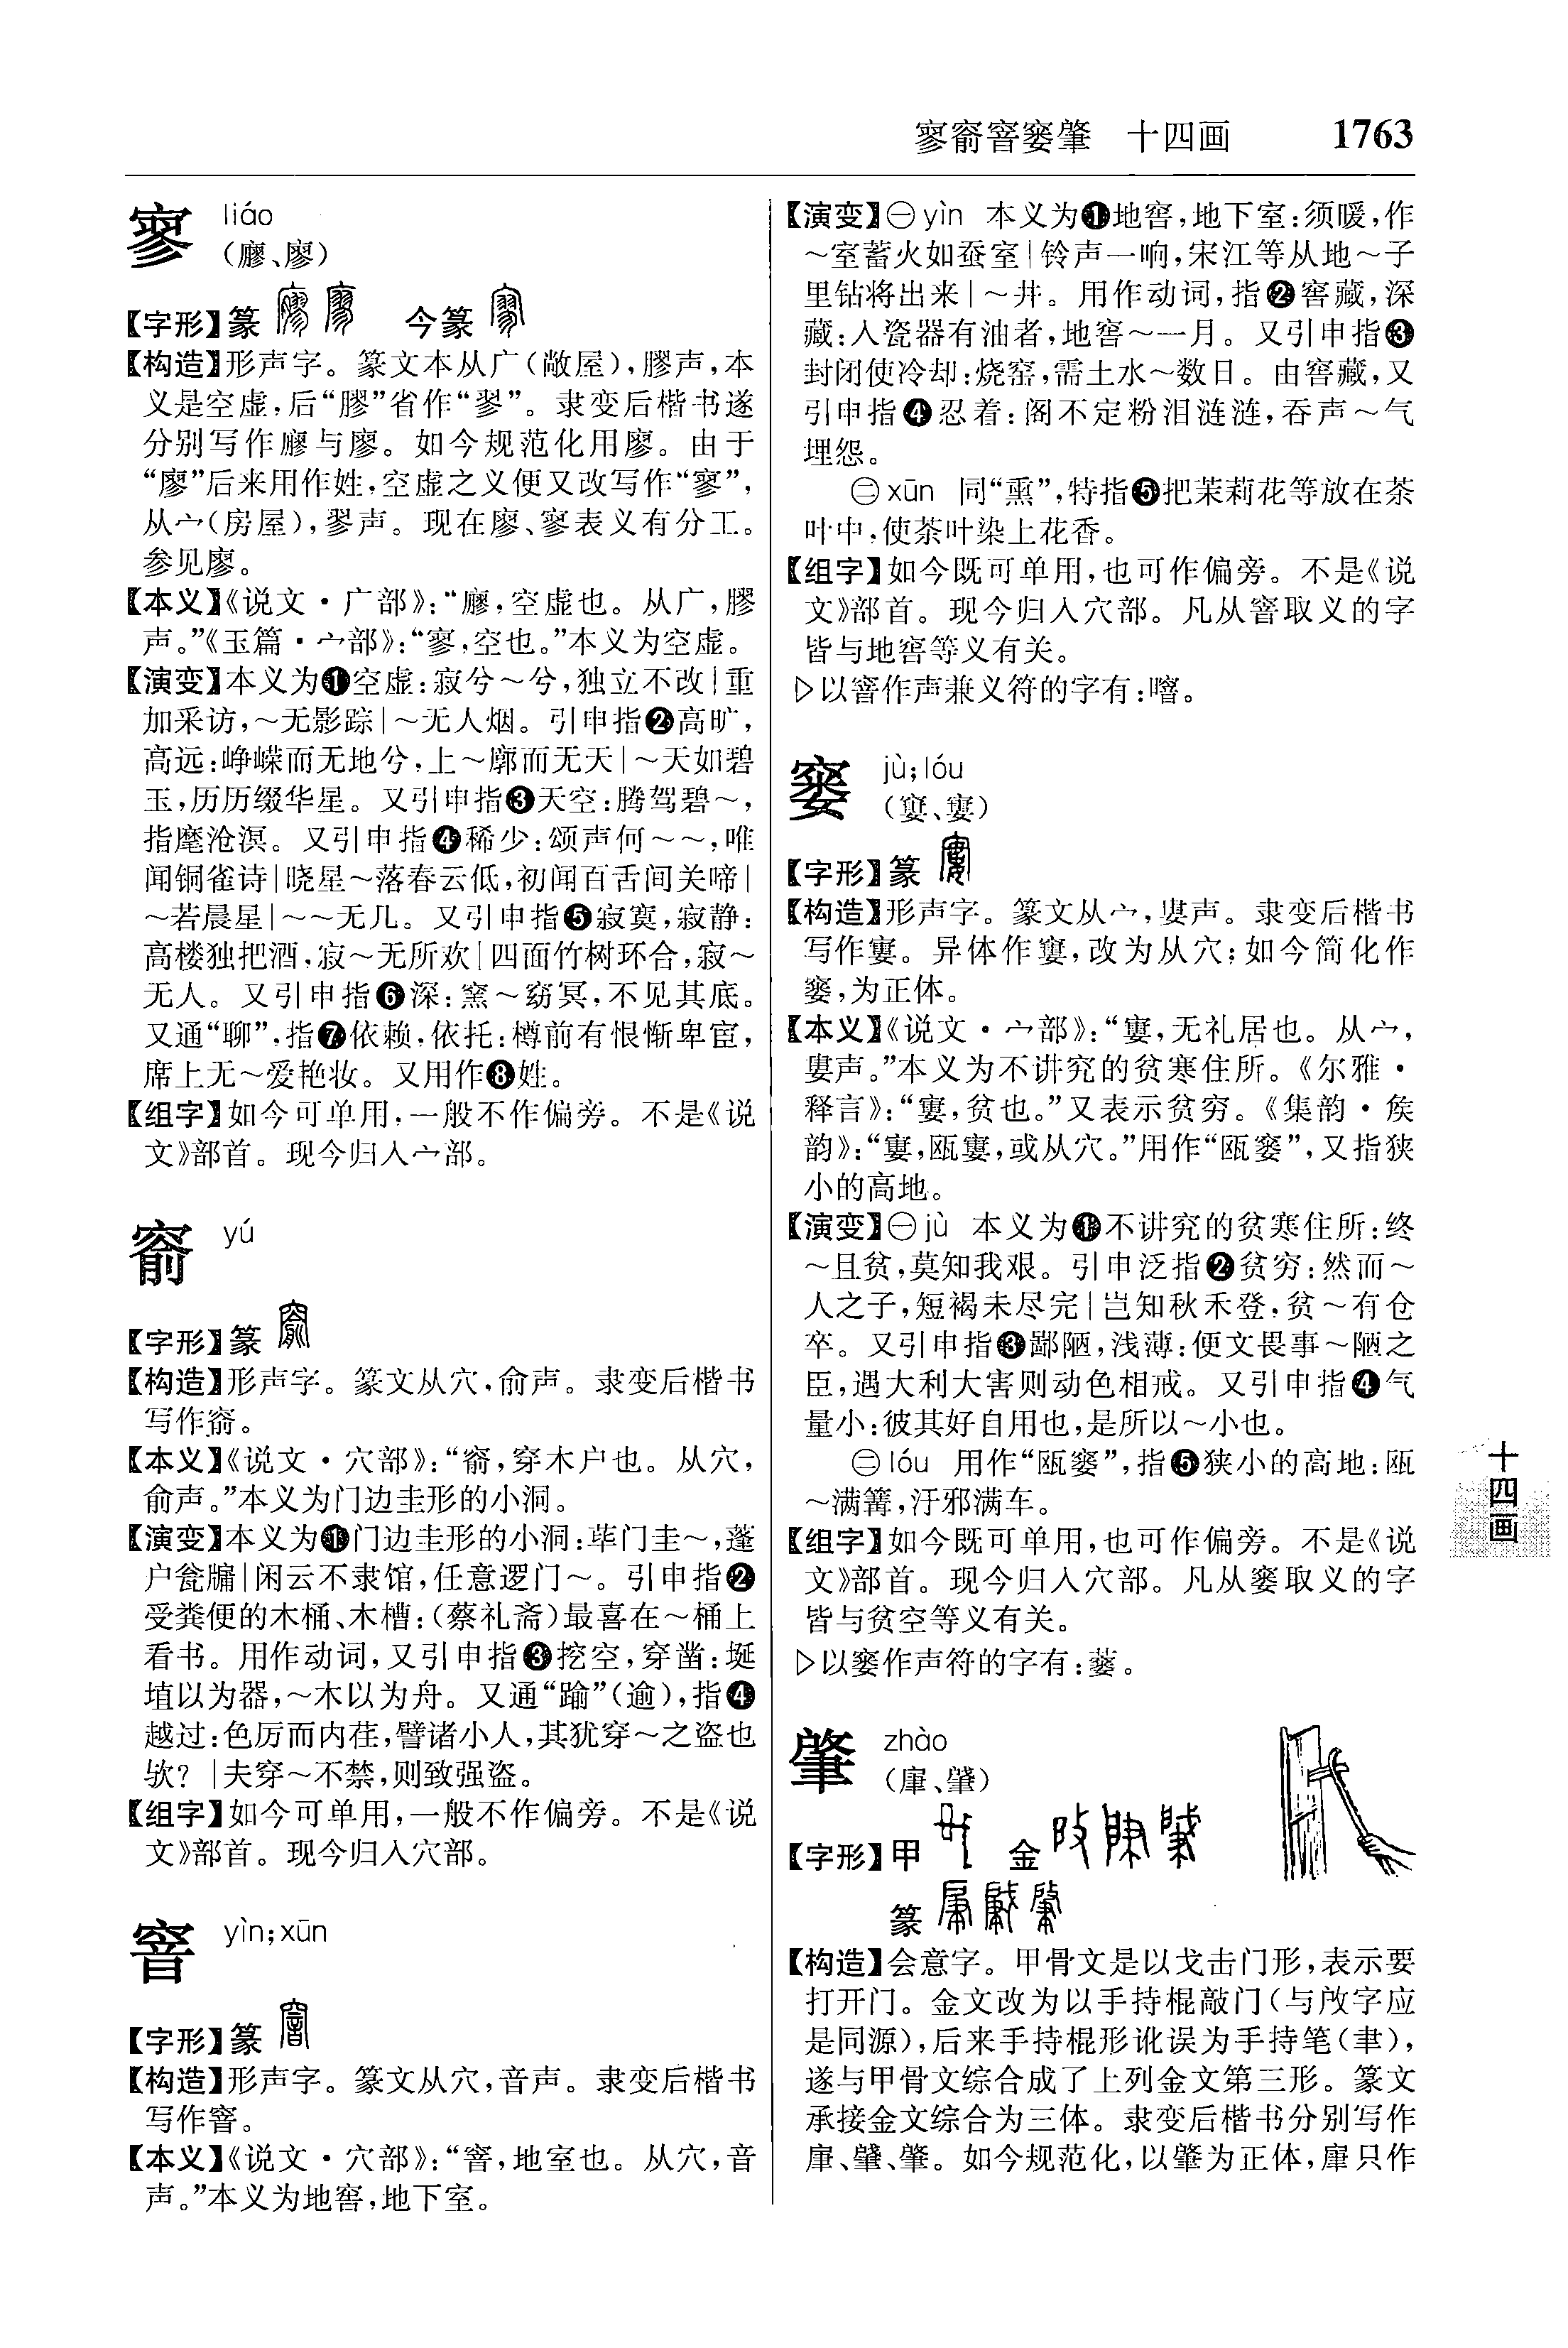 寥窬窨窭肇 十四画 1763
寥 liáo
(廫、廖)
【字形】篆 今篆
【构造】形声字。篆文本从广(敞屋),膠声,本
义是空虚,后“膠”省作“翏”。隶变后楷书遂
分别写作廫与廖。如今规范化用廖。由于
“廖”后来用作姓,空虚之义便又改写作“寥”,
从宀(房屋),翏声。现在廖、寥表义有分工。
参见廖。
【本义】《说文·广部》:“廫,空虚也。从广,膠
声。”《玉篇·宀部》:“寥,空也。”本义为空虚。
【演变】本义为❶空虚:寂兮～兮,独立不改|重
加采访,～无影踪|～无人烟。引申指❷高旷,
高远:峥嵘而无地兮,上～廓而无天|～天如碧
玉,历历缀华星。又引申指❸天空:腾驾碧～,
指麾沧溟。又引申指❹稀少:颂声何～～,唯
闻铜雀诗|晓星～落春云低,初闻百舌间关啼|
～若晨星|～～无几。又引申指❺寂寞,寂静:
高楼独把酒,寂～无所欢|四面竹树环合,寂～
无人。又引申指❻深:窯～窈冥,不见其底。
又通“聊”,指❼依赖,依托:樽前有恨惭卑宦,
席上无～爱艳妆。又用作❽姓。
【组字】如今可单用,一般不作偏旁。不是《说
文》部首。现今归入宀部。
窬 yú
【字形】篆
【构造】形声字。篆文从穴,俞声。隶变后楷书
写作窬。
【本义】《说文·穴部》:“窬,穿木户也。从穴,
俞声。”本义为门边圭形的小洞。
【演变】本义为❶门边圭形的小洞:荜门圭～,蓬
户瓮牖|闲云不隶馆,任意逻门～。引申指❷
受粪便的木桶、木槽:(蔡礼斋)最喜在～桶上
看书。用作动词,又引申指❸挖空,穿凿:埏
埴以为器,～木以为舟。又通“踰”(逾),指❹
越过:色厉而内荏,譬诸小人,其犹穿～之盗也
欤?|夫穿～不禁,则致强盗。
【组字】如今可单用,一般不作偏旁。不是《说
文》部首。现今归入穴部。
窨 yìn;xūn
【字形】篆
【构造】形声字。篆文从穴,音声。隶变后楷书
写作窨。
【本义】《说文·穴部》:“窨,地室也。从穴,音
声。”本义为地窖,地下室。
【演变】㊀yìn 本义为❶地窖,地下室:须暖,作
～室蓄火如蚕室|铃声一响,宋江等从地～子
里钻将出来|～井。用作动词,指❷窖藏,深
藏:入瓷器有油者,地窖～一月。又引申指❸
封闭使冷却:烧窑,需土水～数日。由窖藏,又
引申指❹忍着:阁不定粉泪涟涟,吞声～气
埋怨。
㊁xūn 同“熏”,特指❺把茉莉花等放在茶
叶中,使茶叶染上花香。
【组字】如今既可单用,也可作偏旁。不是《说
文》部首。现今归入穴部。凡从窨取义的字
皆与地窖等义有关。
▷以窨作声兼义符的字有:噾。
窭 jù;lóu
(寠、窶)
【字形】篆
【构造】形声字。篆文从宀,婁声。隶变后楷书
写作寠。异体作窶,改为从穴;如今简化作
窭,为正体。
【本义】《说文·宀部》:“寠,无礼居也。从宀,
婁声。”本义为不讲究的贫寒住所。《尔雅·
释言》:“寠,贫也。”又表示贫穷。《集韵·矦
韵》:“寠,瓯寠,或从穴。”用作“瓯窭”,又指狭
小的高地。
【演变】㊀jù 本义为❶不讲究的贫寒住所:终
～且贫,莫知我艰。引申泛指❷贫穷:然而～
人之子,短褐未尽完|岂知秋禾登,贫～有仓
卒。又引申指❸鄙陋,浅薄:便文畏事～陋之
臣,遇大利大害则动色相戒。又引申指❹气
量小:彼其好自用也,是所以～小也。
㊁lóu 用作“瓯窭”,指❺狭小的高地:瓯
～满篝,汙邪满车。
【组字】如今既可单用,也可作偏旁。不是《说
文》部首。现今归入穴部。凡从窭取义的字
皆与贫空等义有关。
▷以窭作声符的字有:藌。
肇 zhào
(肁、肈)
【字形】甲 金
篆
【构造】会意字。甲骨文是以戈击门形,表示要
打开门。金文改为以手持棍敲门(与启字应
是同源),后来手持棍形讹误为手持笔(聿),
遂与甲骨文综合成了上列金文第三形。篆文
承接金文综合为三体。隶变后楷书分别写作
肁、肈、肇。如今规范化,以肇为正体,肁只作
十四画